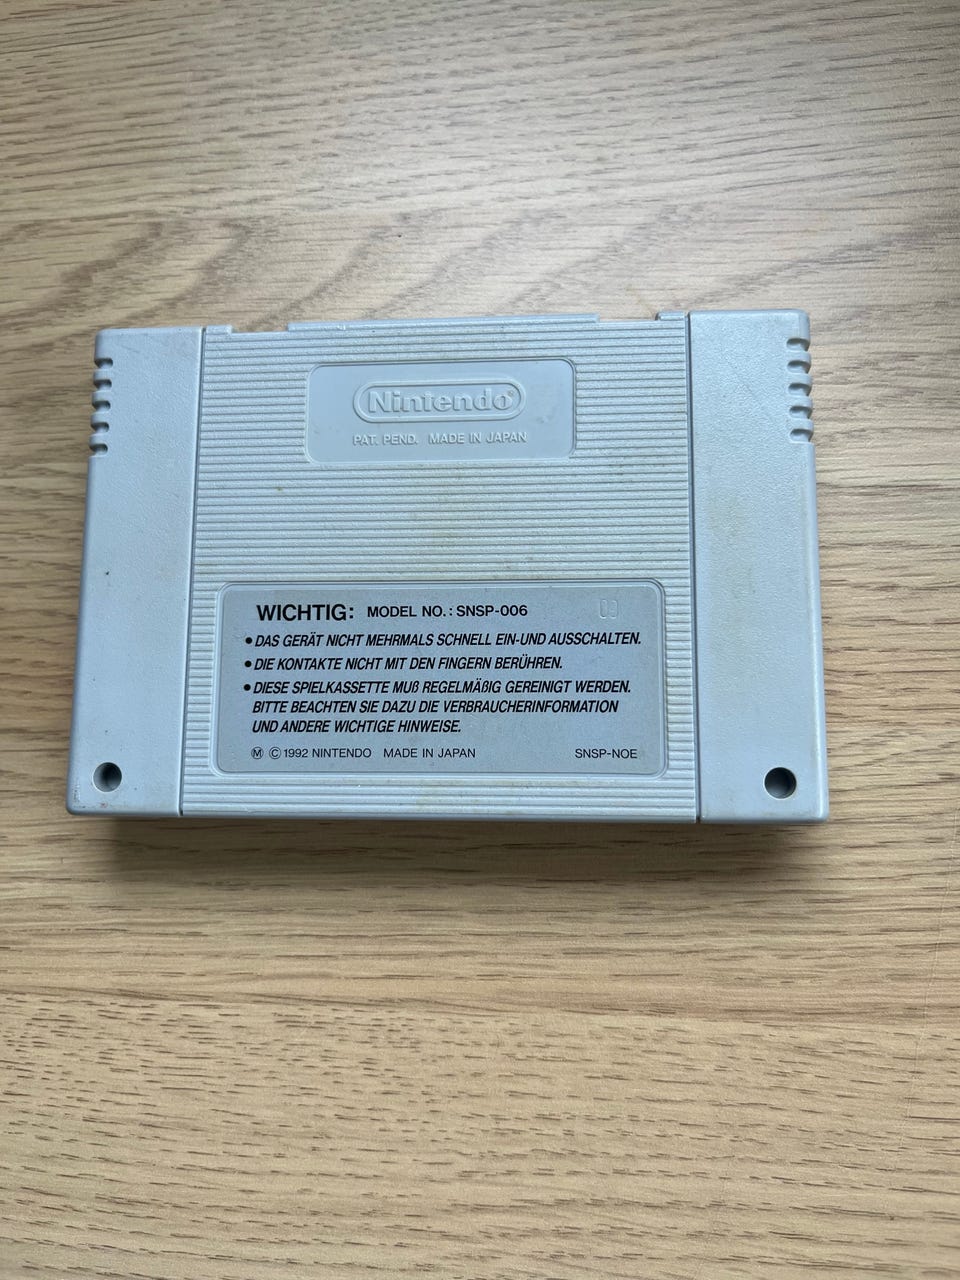 Nintendo®
PAT. PEND. MADE IN JAPAN
WICHTIG: MODEL NO.: SNSP-006
• DAS GERÄT NICHT MEHRMALS SCHNELL EIN-UND AUSSCHALTEN.
• DIE KONTAKTE NICHT MIT DEN FINGERN BERÜHREN.
• DIESE SPIELKASSETTE MUß REGELMÄßIG GEREINIGT WERDEN.
BITTE BEACHTEN SIE DAZU DIE VERBRAUCHERINFORMATION
UND ANDERE WICHTIGE HINWEISE.
Ⓜ © 1992 NINTENDO MADE IN JAPAN SNSP-NOE